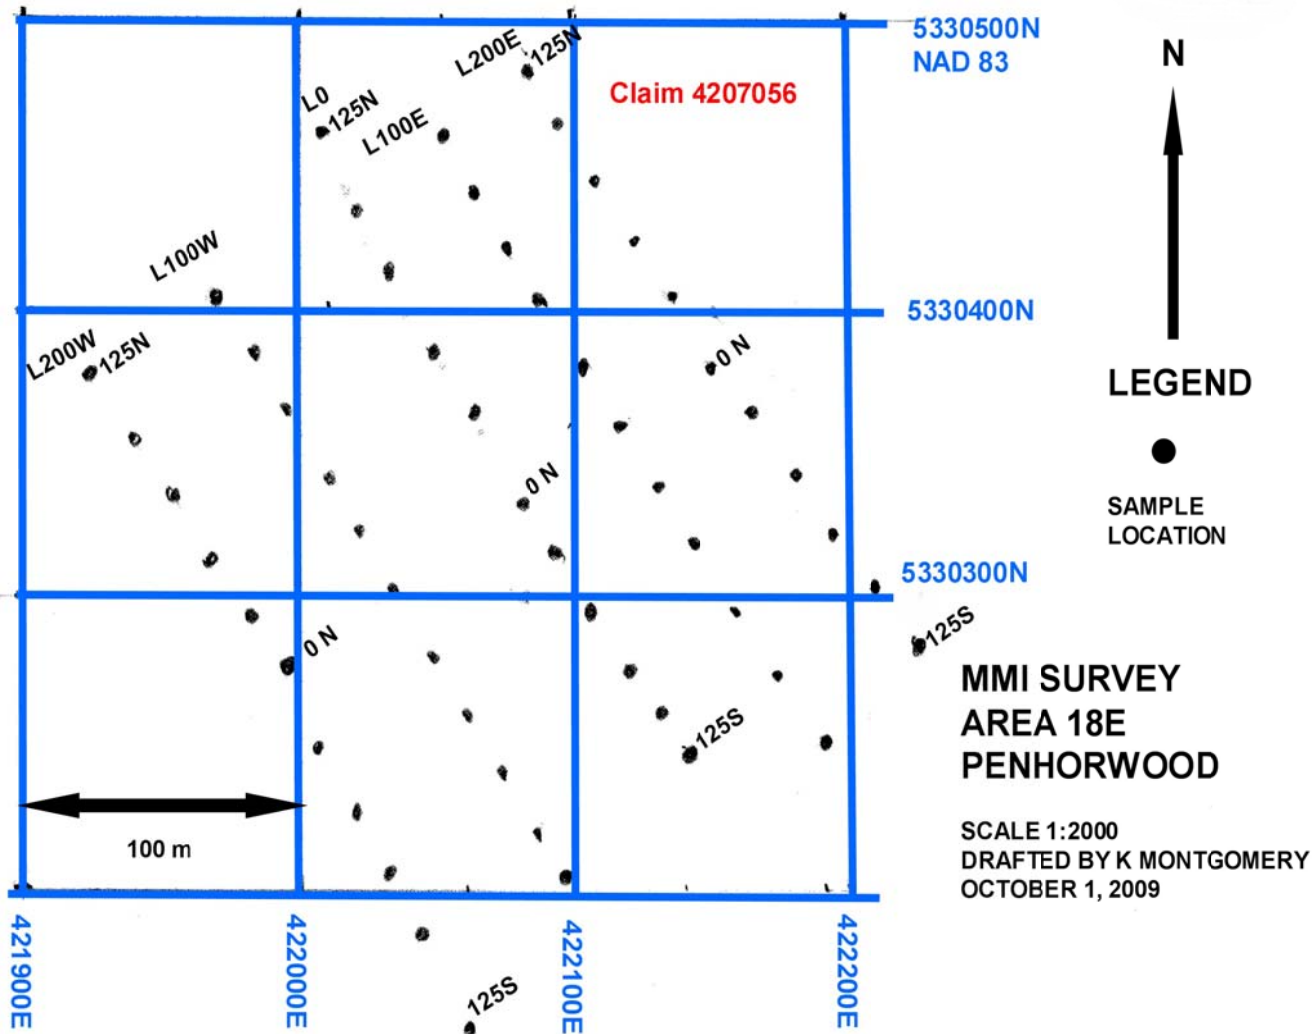 5330500N
NAD 83
N
L200E
125N
Claim 4207056
L0
125N
L100E
L100W
5330400N
L200W
125N
0 N
LEGEND
0 N
SAMPLE
LOCATION
5330300N
125S
0 N
MMI SURVEY
AREA 18E
PENHORWOOD
125S
100 m
SCALE 1:2000
DRAFTED BY K MONTGOMERY
OCTOBER 1, 2009
421900E
422000E
422100E
422200E
125S